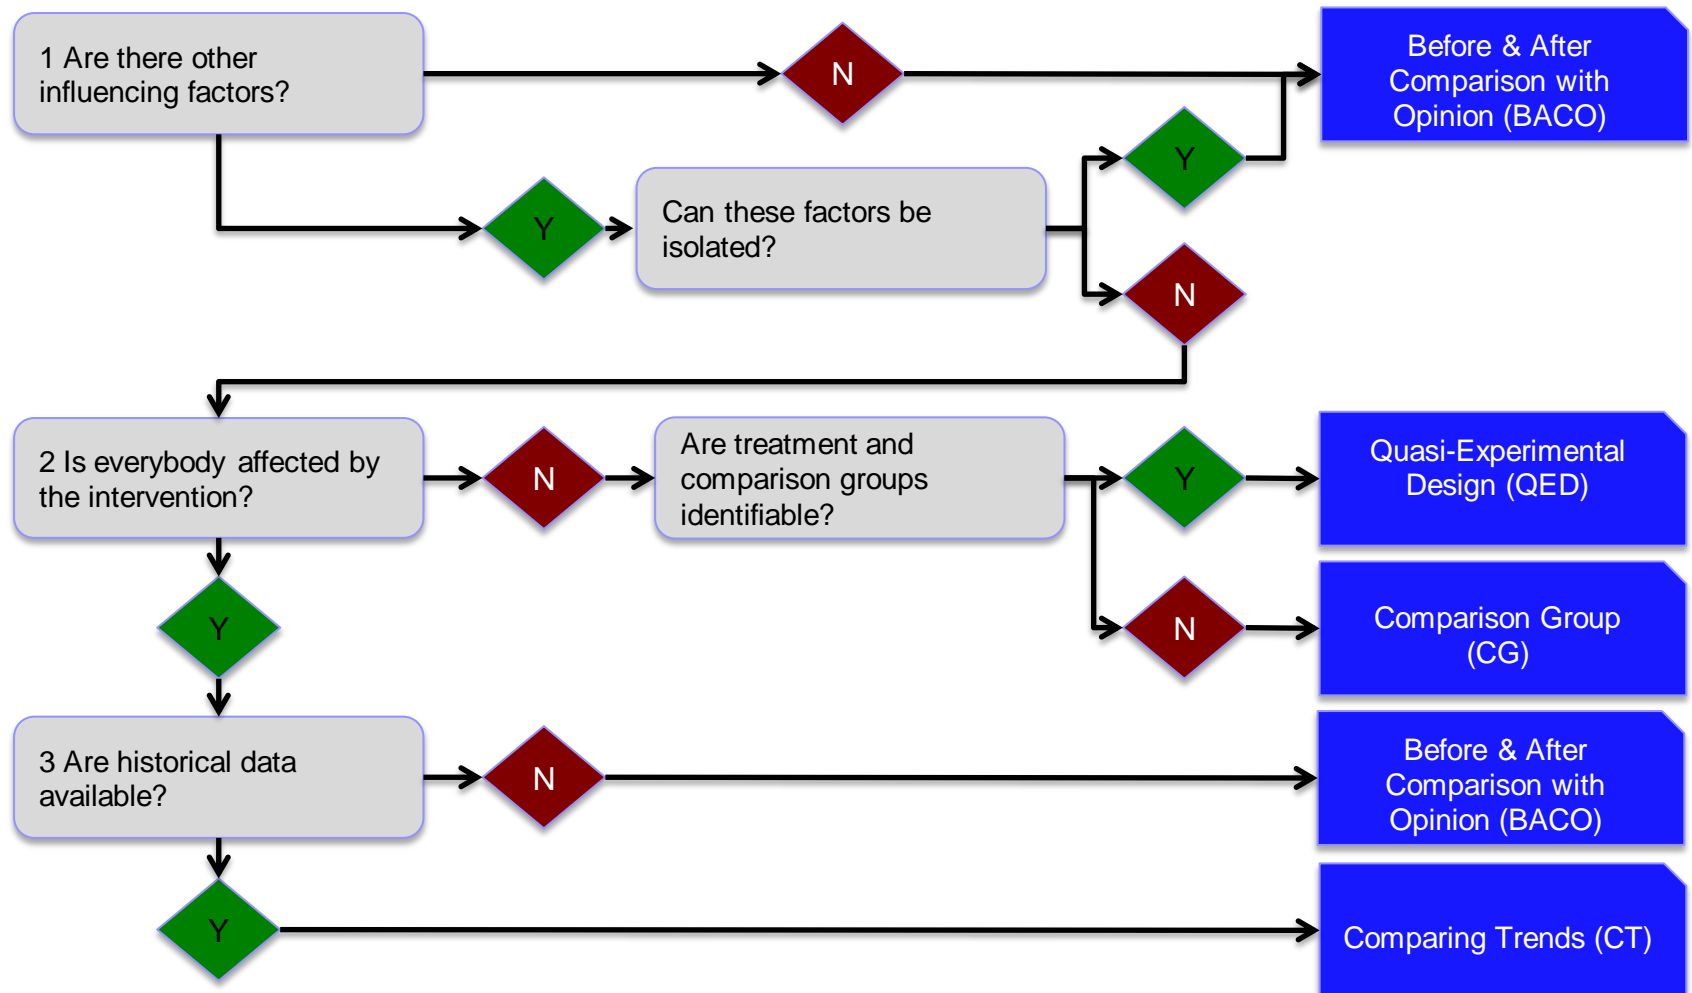 1 Are there other
influencing factors?
N
Before & After
Comparison with
Opinion (BACO)
Y
Y
Can these factors be
isolated?
N
2 Is everybody affected by
the intervention?
N
Are treatment and
comparison groups
identifiable?
Y
Quasi-Experimental
Design (QED)
Y
N
Comparison Group
(CG)
3 Are historical data
available?
N
Before & After
Comparison with
Opinion (BACO)
Y
Comparing Trends (CT)